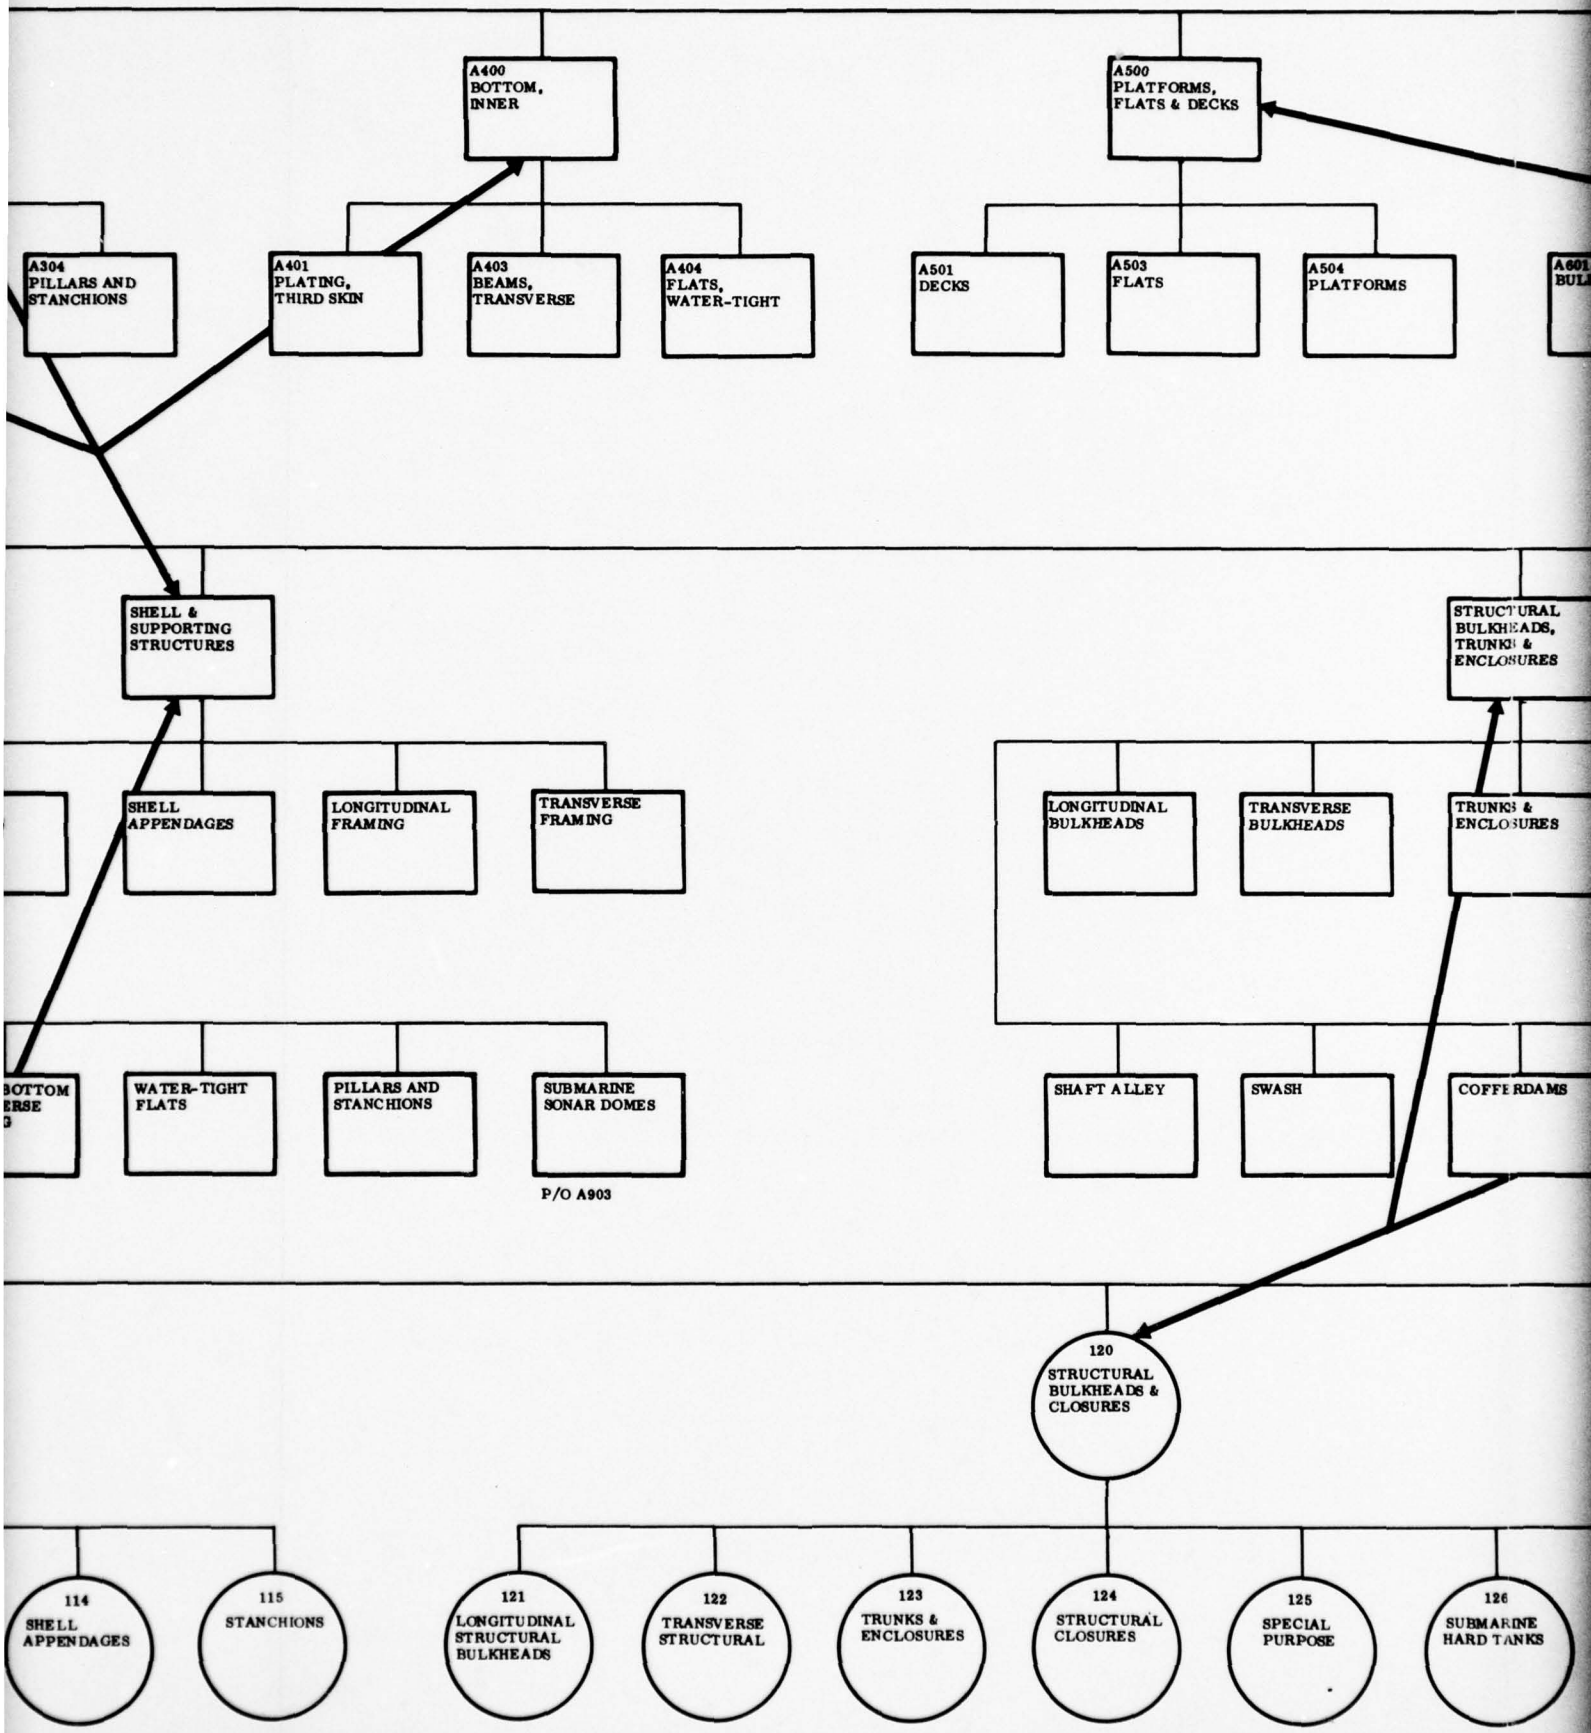 A400
BOTTOM,
INNER
A500
PLATFORMS,
FLATS & DECKS
A304
PILLARS AND
STANCHIONS
A401
PLATING,
THIRD SKIN
A403
BEAMS,
TRANSVERSE
A404
FLATS,
WATER-TIGHT
A501
DECKS
A503
FLATS
A504
PLATFORMS
A601
SHELL &
SUPPORTING
STRUCTURES
STRUCTURAL
BULKHEADS,
TRUNKS &
ENCLOSURES
SHELL
APPENDAGES
LONGITUDINAL
FRAMING
TRANSVERSE
FRAMING
LONGITUDINAL
BULKHEADS
TRANSVERSE
BULKHEADS
TRUNKS &
ENCLOSURES
BOTTOM
WATER-TIGHT
FLATS
PILLARS AND
STANCHIONS
SUBMARINE
SONAR DOMES
P/O A903
SHAFT ALLEY
SWASH
COFFERDAMS
120
STRUCTURAL
BULKHEADS &
CLOSURES
114
SHELL
APPENDAGES
115
STANCHIONS
121
LONGITUDINAL
STRUCTURAL
BULKHEADS
122
TRANSVERSE
STRUCTURAL
123
TRUNKS &
ENCLOSURES
124
STRUCTURAL
CLOSURES
125
SPECIAL
PURPOSE
126
SUBMARINE
HARD TANKS